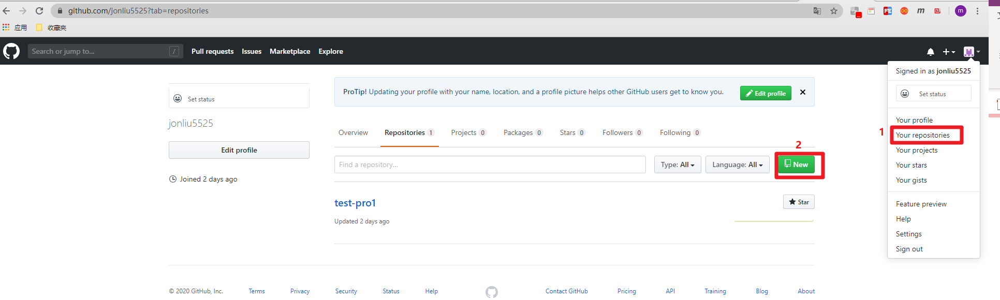 github.com/jonliu5525?tab=repositories
m
m
应用 收藏夹
Search or jump to... / Pull requests Issues Marketplace Explore
Signed in as jonliu5525
Set status
Your profile
1 Your repositories
Your projects
Your stars
Your gists
Feature preview
Help
Settings
Sign out
Set status
jonliu5525
Edit profile
Joined 2 days ago
ProTip! Updating your profile with your name, location, and a profile picture helps other GitHub users get to know you. Edit profile
Overview Repositories 1 Projects 0 Packages 0 Stars 0 Followers 0 Following 0
2
Find a repository... Type: All Language: All New
test-pro1 Star
Updated 2 days ago
© 2020 GitHub, Inc. Terms Privacy Security Status Help Contact GitHub Pricing API Training Blog About